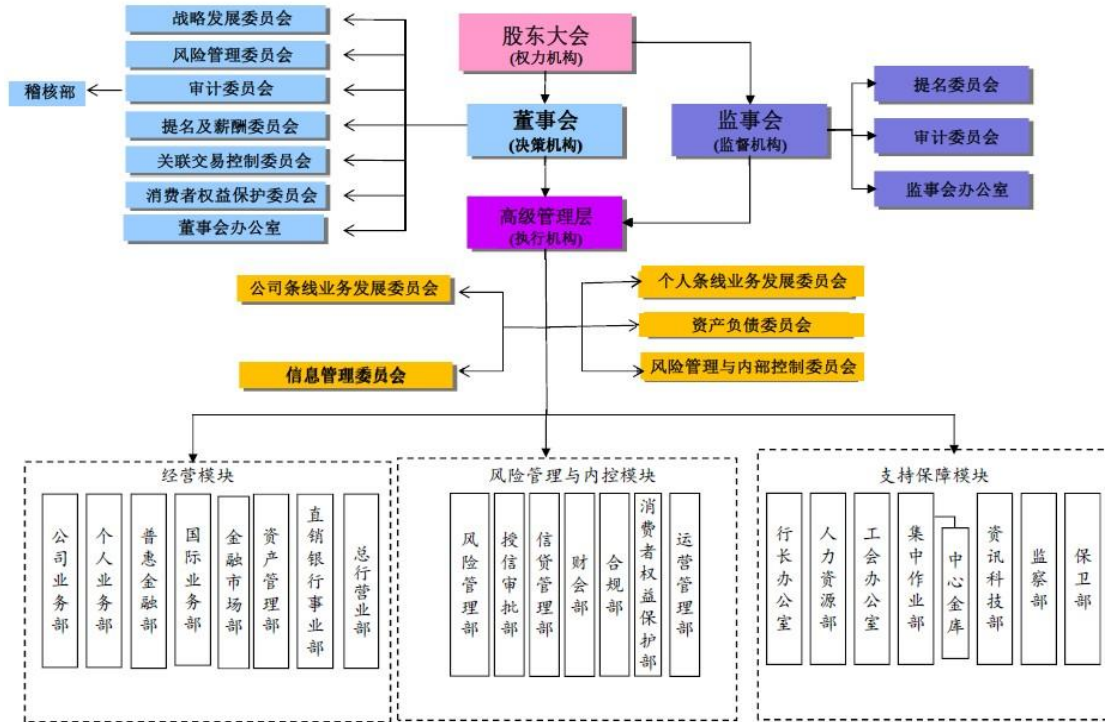 战略发展委员会
风险管理委员会
稽核部
审计委员会
提名及薪酬委员会
关联交易控制委员会
消费者权益保护委员会
董事会办公室
股东大会
(权力机构)
董事会
(决策机构)
监事会
(监督机构)
提名委员会
审计委员会
监事会办公室
高级管理层
(执行机构)
公司条线业务发展委员会
个人条线业务发展委员会
资产负债委员会
信息管理委员会
风险管理与内部控制委员会
经营模块
公司业务部
个人业务部
普惠金融部
国际业务部
金融市场部
资产管理部
直销银行事业部
总行营业部
风险管理与内控模块
风险管理部
授信审批部
信贷管理部
财会部
合规部
消费者权益保护部
运营管理部
支持保障模块
行长办公室
人力资源部
工会办公室
集中作业部
中心金库
资讯科技部
监察部
保卫部